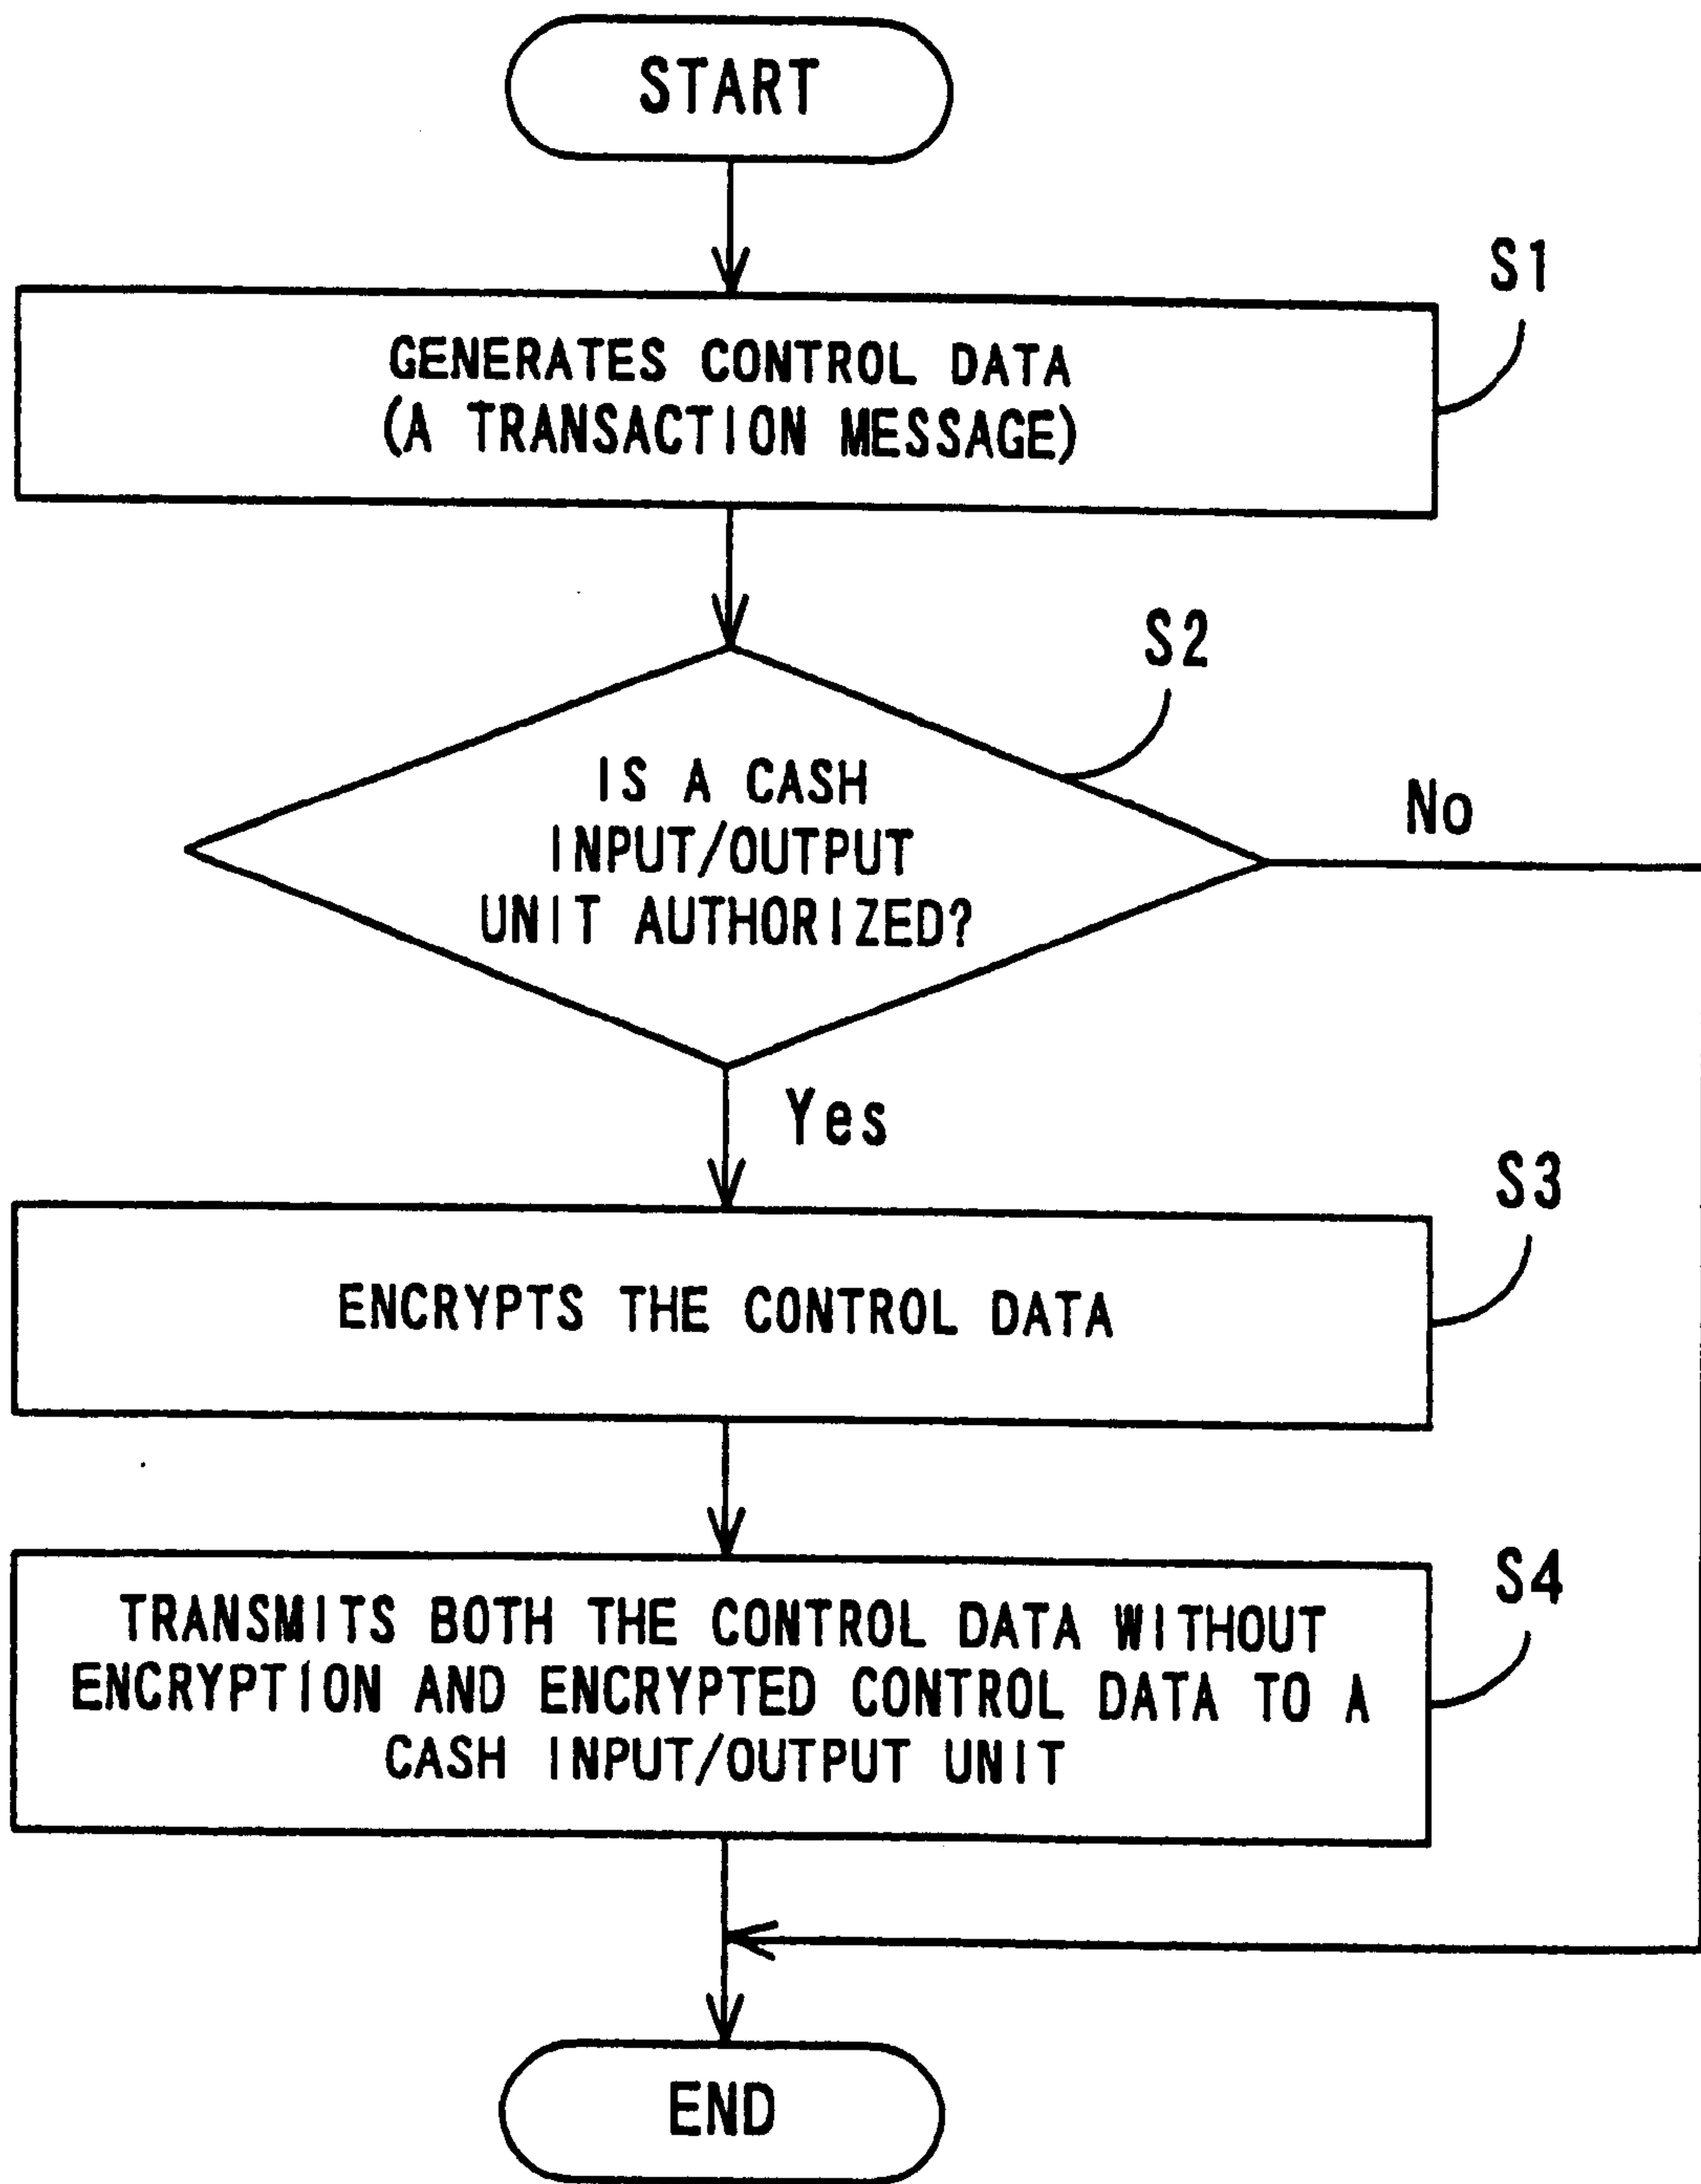 START
S1
GENERATES CONTROL DATA
(A TRANSACTION MESSAGE)
S2
IS A CASH
INPUT/OUTPUT
UNIT AUTHORIZED?
No
Yes
S3
ENCRYPTS THE CONTROL DATA
S4
TRANSMITS BOTH THE CONTROL DATA WITHOUT
ENCRYPTION AND ENCRYPTED CONTROL DATA TO A
CASH INPUT/OUTPUT UNIT
END